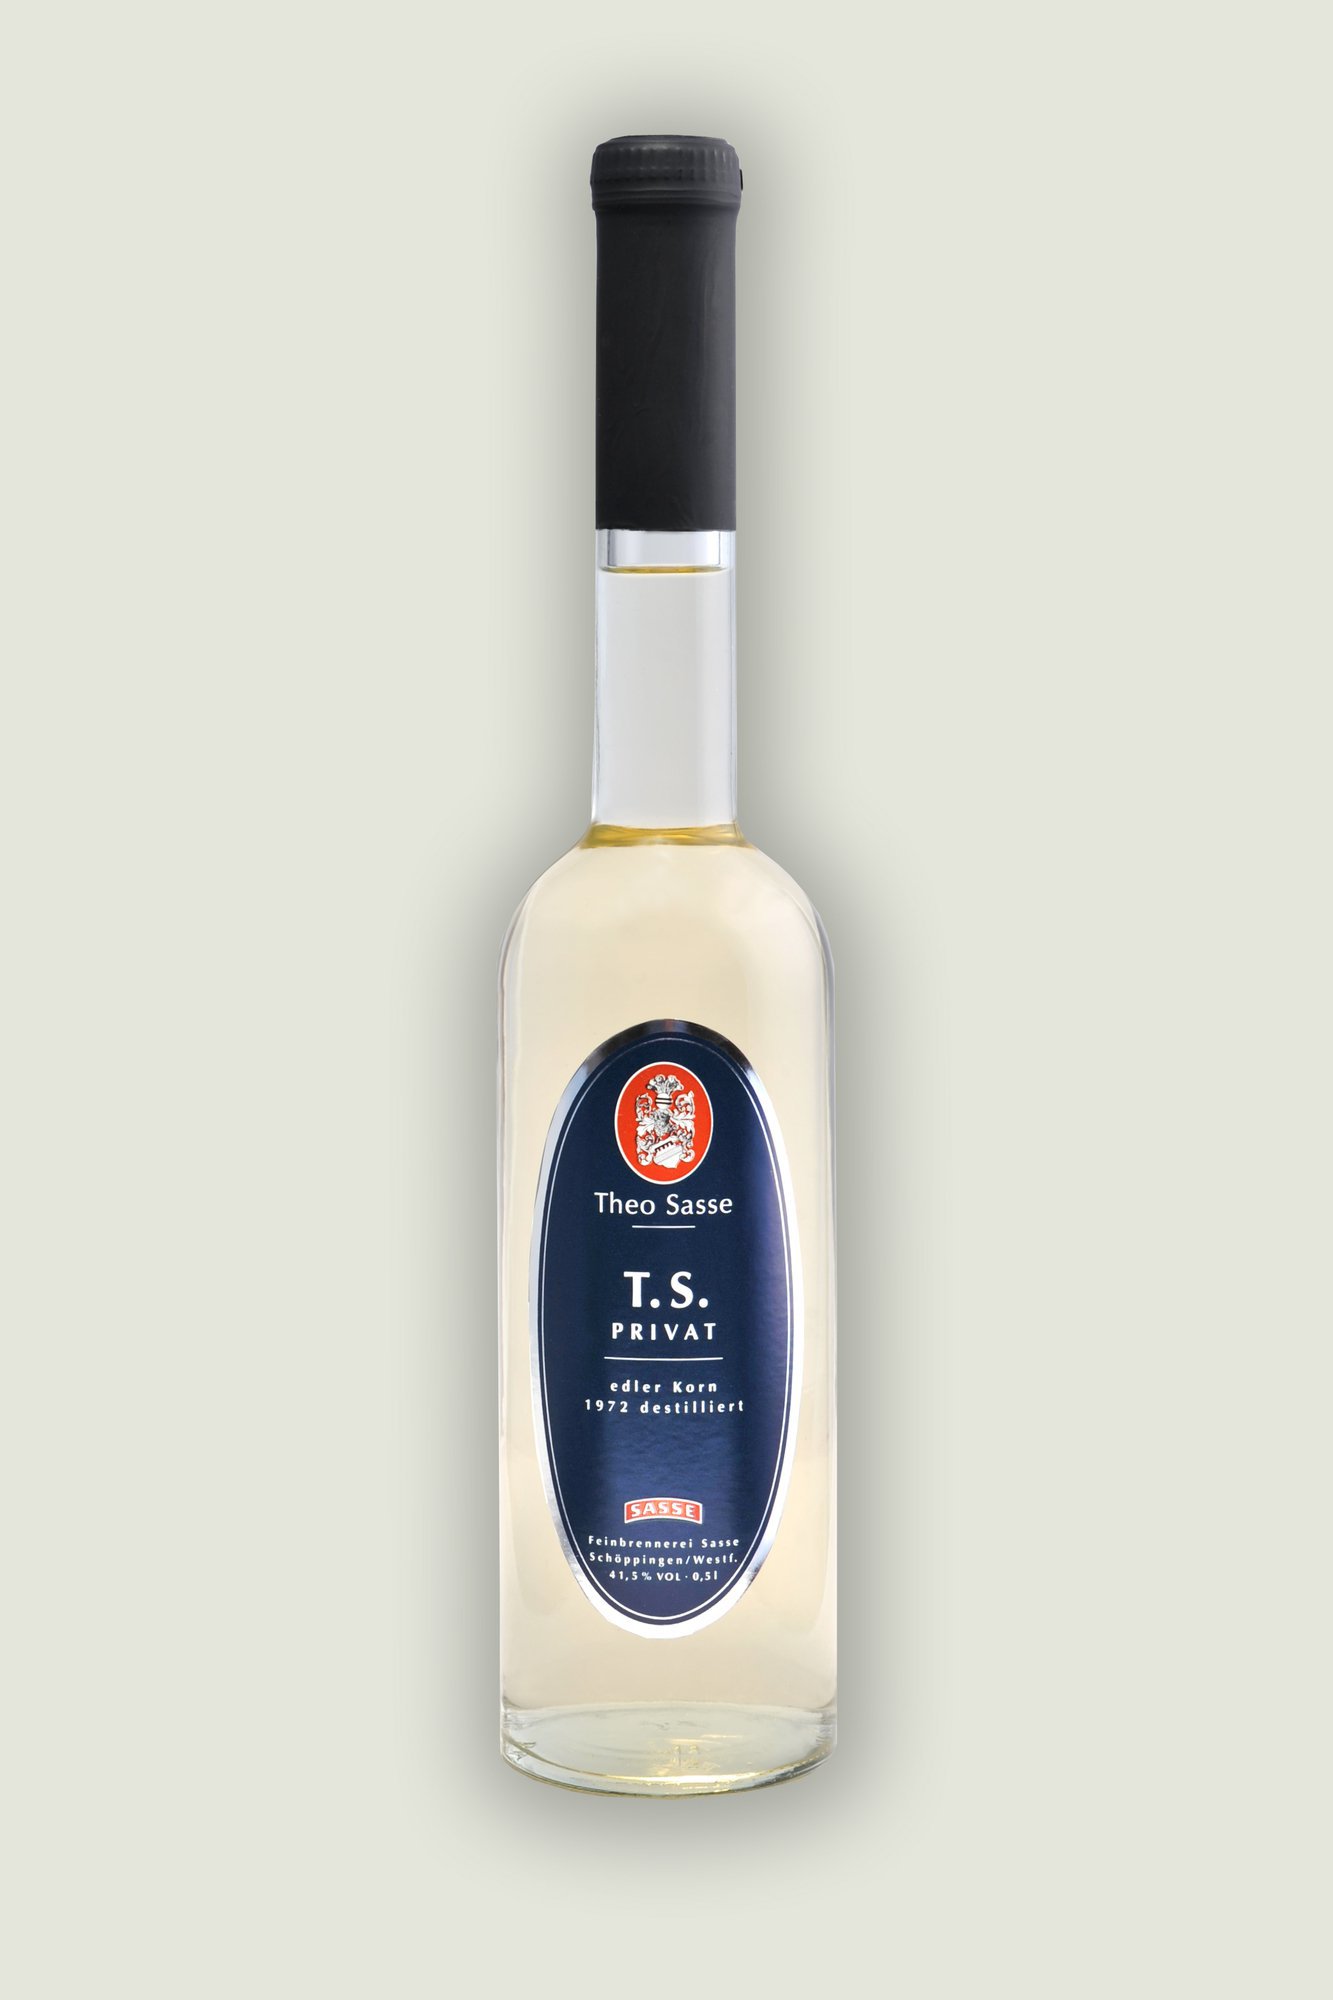 Theo Sasse
T. S.
PRIVAT
edler Korn
1972 destilliert
SASSE
Feinbrennerei Sasse
Schöppingen/Westf.
41,5% VOL · 0,5l